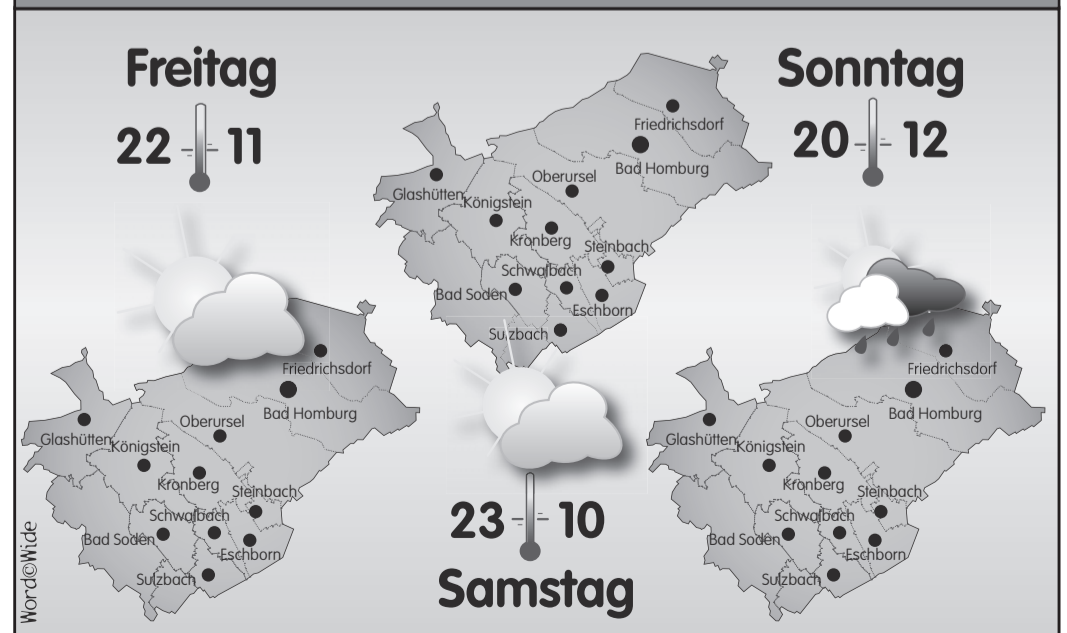 Freitag
22 11
Friedrichsdorf
Bad Homburg
Oberursel
Glashütten
Königstein
Kronberg
Steinbach
Schwalbach
Bad Soden
Eschborn
Sulzbach
Friedrichsdorf
Bad Homburg
Oberursel
Glashütten
Königstein
Kronberg
Steinbach
Schwalbach
Bad Soden
Eschborn
Sulzbach
23 10
Samstag
Sonntag
20 12
Friedrichsdorf
Bad Homburg
Oberursel
Glashütten
Königstein
Kronberg
Steinbach
Schwalbach
Bad Soden
Eschborn
Sulzbach
Word©Wide